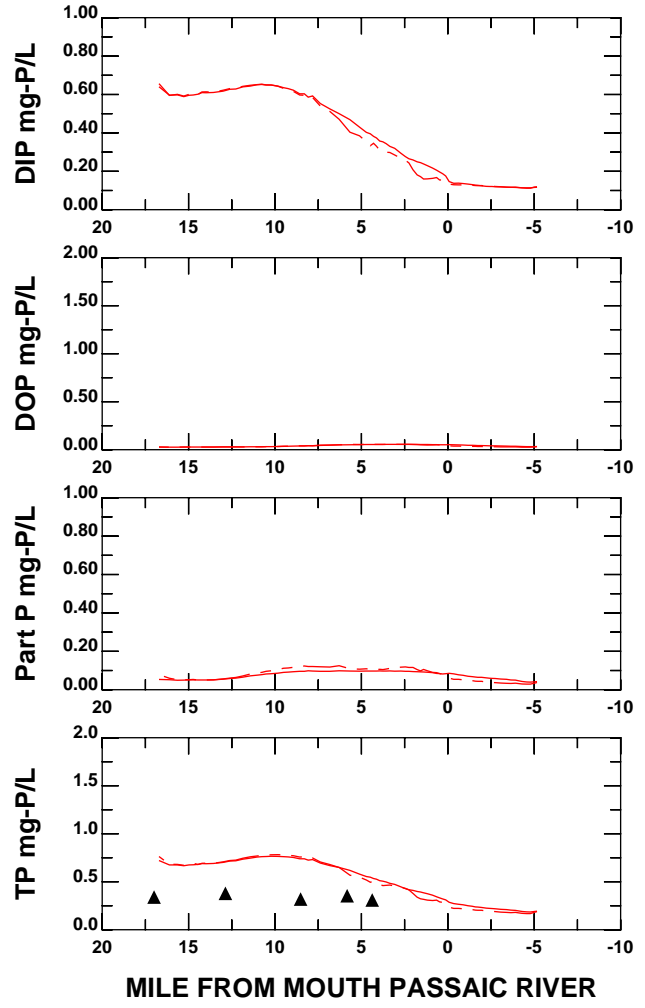 DIP mg-P/L
1.00
0.80
0.60
0.40
0.20
0.00
20 15 10 5 0 -5 -10
DOP mg-P/L
2.00
1.50
1.00
0.50
0.00
20 15 10 5 0 -5 -10
Part P mg-P/L
1.00
0.80
0.60
0.40
0.20
0.00
20 15 10 5 0 -5 -10
TP mg-P/L
2.0
1.5
1.0
0.5
0.0
20 15 10 5 0 -5 -10
MILE FROM MOUTH PASSAIC RIVER